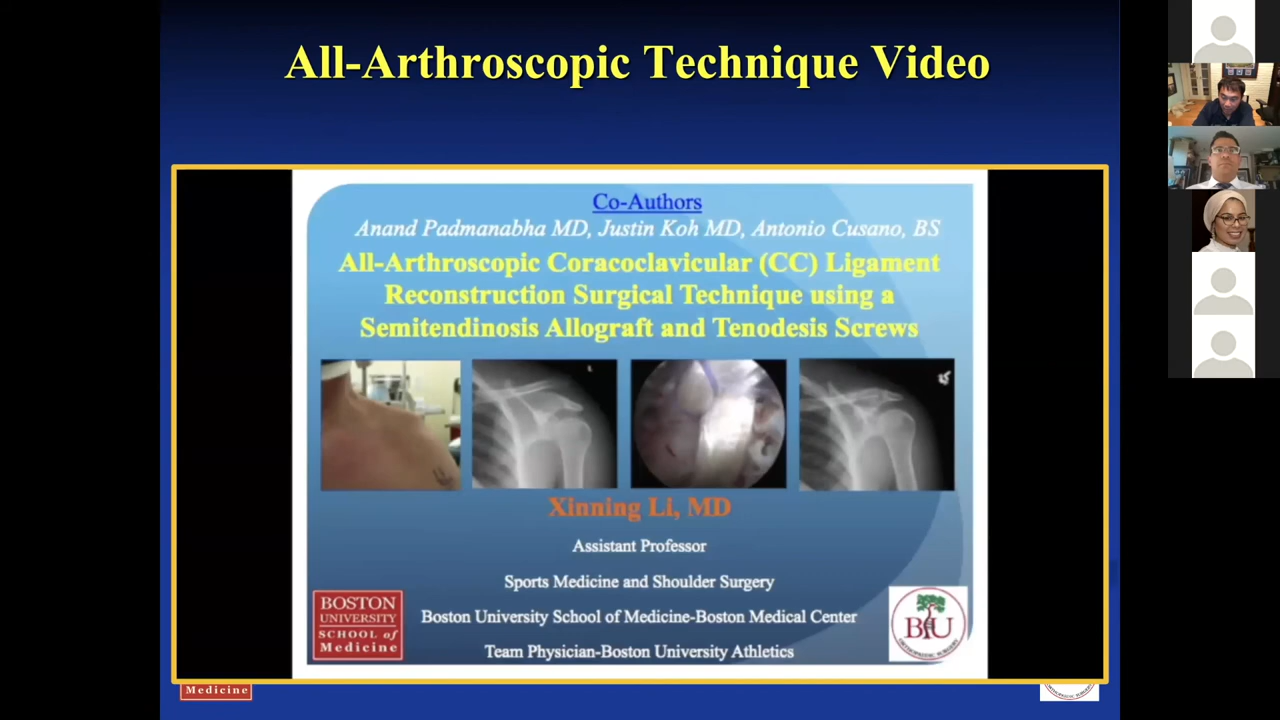 All-Arthroscopic Technique Video
Co-Authors
Anand Padmanabha MD, Justin Koh MD, Antonio Cusano, BS
All-Arthroscopic Coracoclavicular (CC) Ligament
Reconstruction Surgical Technique using a
Semitendinosis Allograft and Tenodesis Screws
Xinning Li, MD
Assistant Professor
Sports Medicine and Shoulder Surgery
Boston University School of Medicine-Boston Medical Center
Team Physician-Boston University Athletics
BOSTON
UNIVERSITY
SCHOOL of
Medicine
BU
Medicine